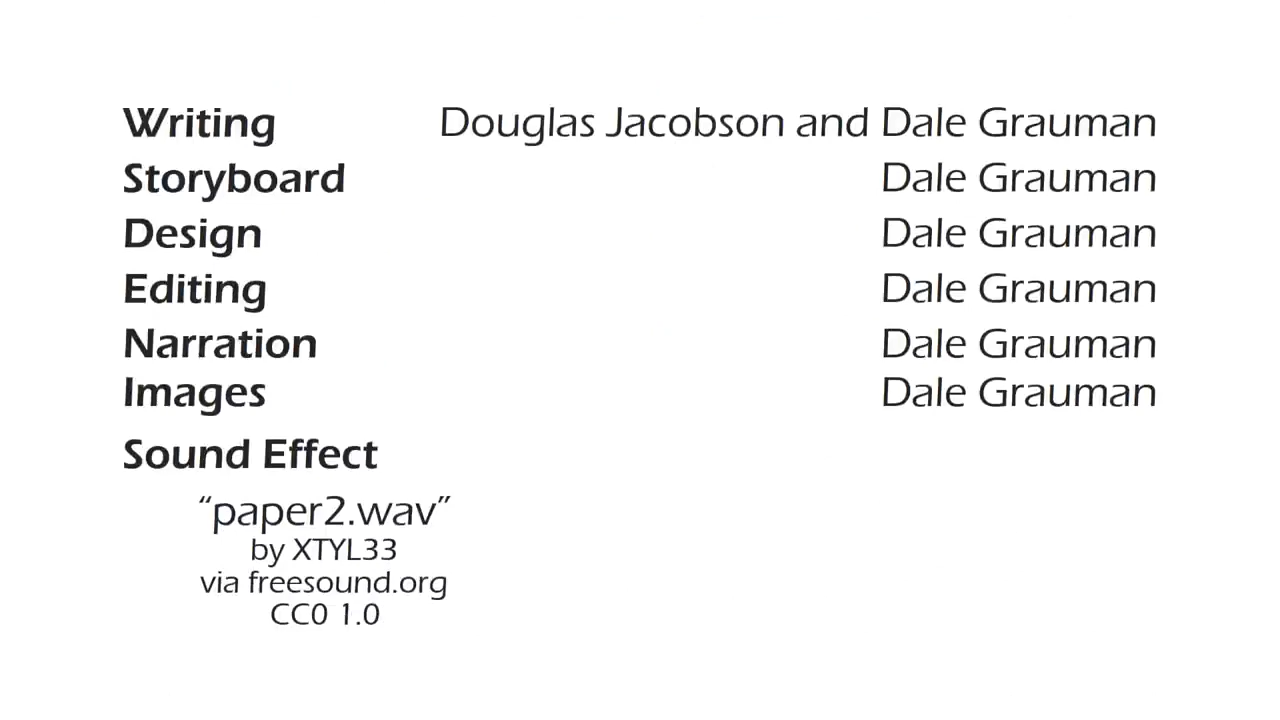 Writing Douglas Jacobson and Dale Grauman
Storyboard Dale Grauman
Design Dale Grauman
Editing Dale Grauman
Narration Dale Grauman
Images Dale Grauman
Sound Effect
“paper2.wav”
by XTYL33
via freesound.org
CC0 1.0